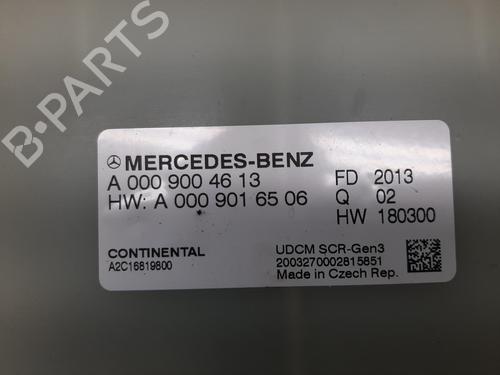 B-PARTS
MERCEDES-BENZ
A 000 900 46 13 FD 2013
HW: A 000 901 65 06 Q 02
HW 180300
CONTINENTAL UDCM SCR-Gen3
A2C16819800 2003270002815851
Made in Czech Rep.